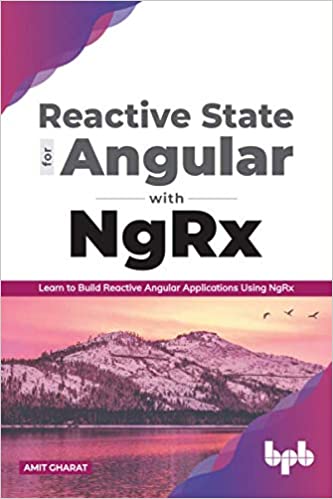 Reactive State
for Angular
with
NgRx
Learn to Build Reactive Angular Applications Using NgRx
AMIT GHARAT
bpb